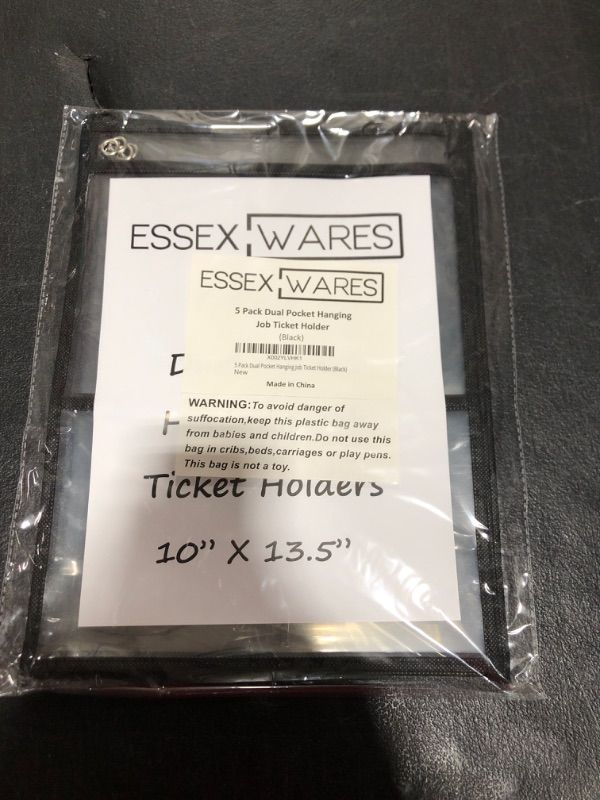 ESSEX WARES
ESSEX WARES
5 Pack Dual Pocket Hanging
Job Ticket Holder
(Black)
X002YLVHK1
5 Pack Dual Pocket Hanging Job Ticket Holder (Black)
New
Made in China
WARNING:To avoid danger of
suffocation,keep this plastic bag away
from babies and children.Do not use this
bag in cribs,beds,carriages or play pens.
This bag is not a toy.
Ticket Holders
10” X 13.5”